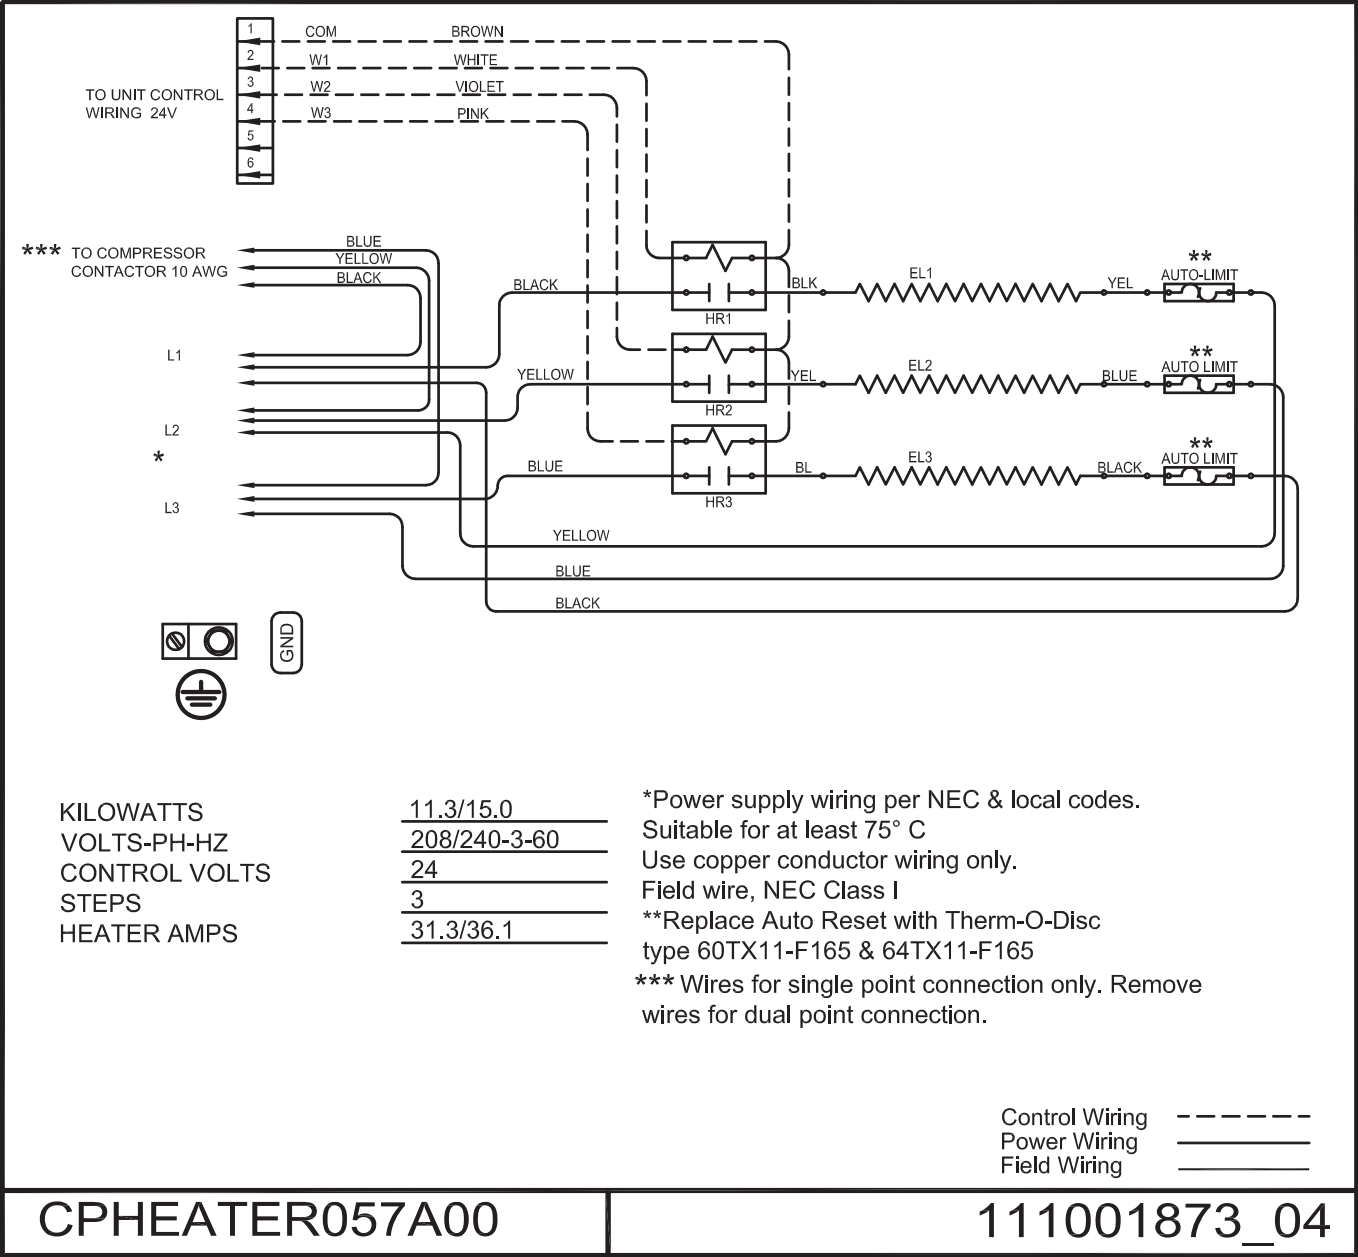 1
COM
BROWN
2
W1
WHITE
3
W2
VIOLET
4
W3
PINK
5
6
TO UNIT CONTROL
WIRING 24V
*** TO COMPRESSOR
CONTACTOR 10 AWG
BLUE
YELLOW
BLACK
L1
L2
*
L3
BLACK
HR1
BLK
EL1
YEL
**
AUTO-LIMIT
YELLOW
HR2
YEL
EL2
BLUE
**
AUTO LIMIT
BLUE
HR3
BL
EL3
BLACK
**
AUTO LIMIT
YELLOW
BLUE
BLACK
GND
KILOWATTS 11.3/15.0
VOLTS-PH-HZ 208/240-3-60
CONTROL VOLTS 24
STEPS 3
HEATER AMPS 31.3/36.1
*Power supply wiring per NEC & local codes.
Suitable for at least 75° C
Use copper conductor wiring only.
Field wire, NEC Class I
**Replace Auto Reset with Therm-O-Disc
type 60TX11-F165 & 64TX11-F165
*** Wires for single point connection only. Remove
wires for dual point connection.
Control Wiring
Power Wiring
Field Wiring
CPHEATER057A00
111001873_04